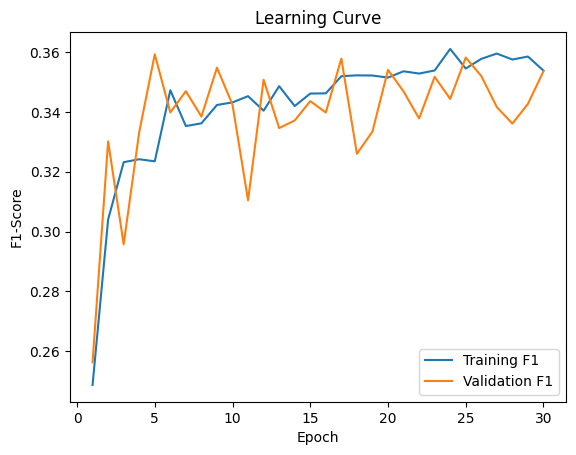 Learning Curve
F1-Score
0.36
0.34
0.32
0.30
0.28
0.26
0 5 10 15 20 25 30
Epoch
Training F1
Validation F1